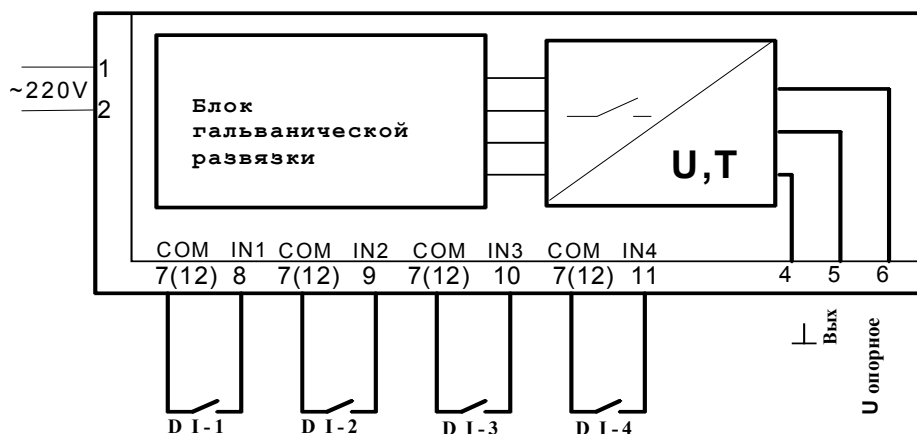 1
~220V
2
Блок
гальванической
развязки
U,T
COM IN1 COM IN2 COM IN3 COM IN4
7(12) 8 7(12) 9 7(12) 10 7(12) 11 4 5 6
⊥
Вых
U опорное
D I-1 D I-2 D I-3 D I-4